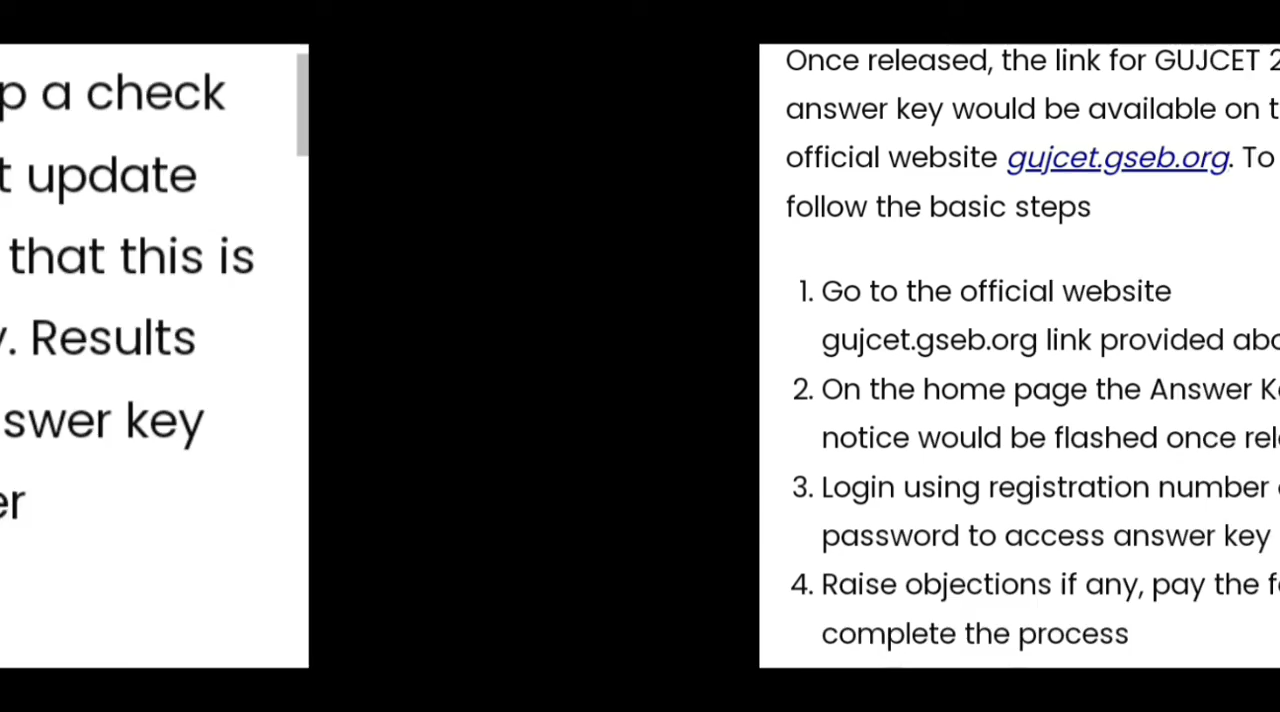 p a check
t update
that this is
. Results
swer key
er
Once released, the link for GUJCET 2
answer key would be available on t
official website gujcet.gseb.org. To
follow the basic steps
1. Go to the official website
gujcet.gseb.org link provided abo
2. On the home page the Answer K
notice would be flashed once rel
3. Login using registration number
password to access answer key
4. Raise objections if any, pay the f
complete the process